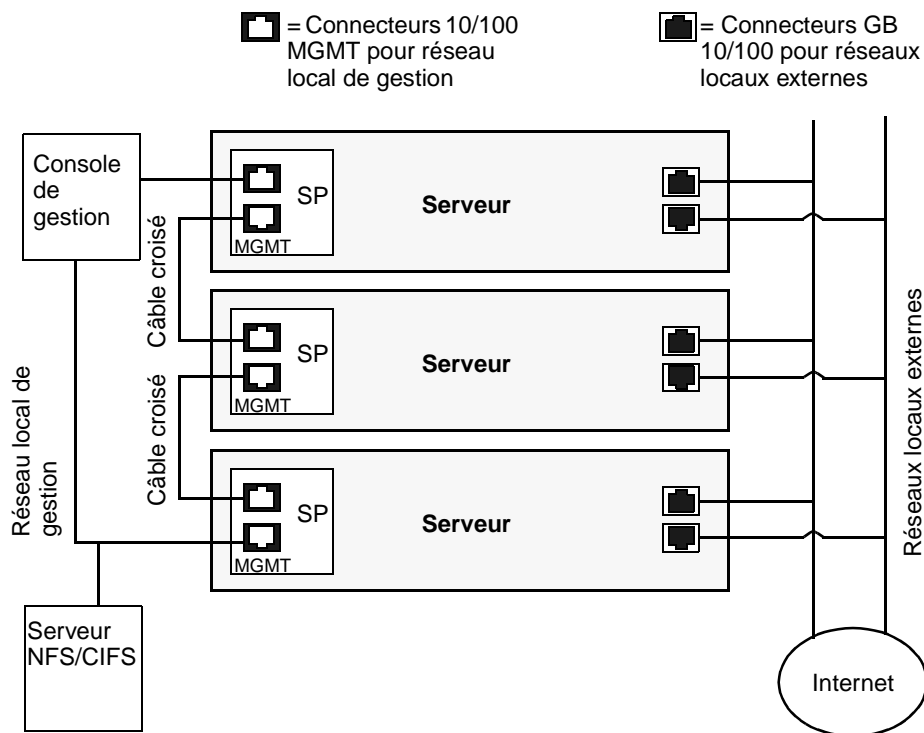 = Connecteurs 10/100
MGMT pour réseau
local de gestion
= Connecteurs GB
10/100 pour réseaux
locaux externes
Console
de
gestion
SP
MGMT
Serveur
Câble croisé
SP
MGMT
Serveur
Câble croisé
SP
MGMT
Serveur
Réseau local de
gestion
Réseaux locaux externes
Serveur
NFS/CIFS
Internet